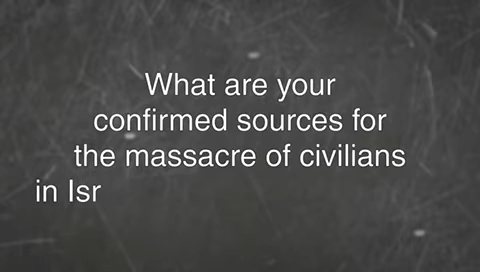 What are your
confirmed sources for
the massacre of civilians
in Isr